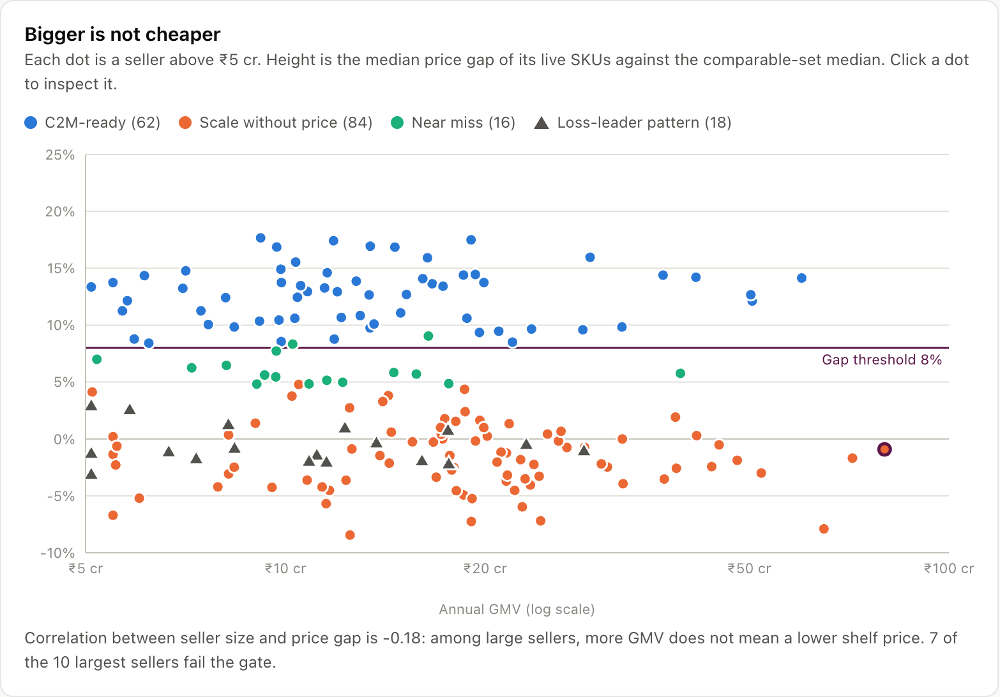 Bigger is not cheaper
Each dot is a seller above ₹5 cr. Height is the median price gap of its live SKUs against the comparable-set median. Click a dot
to inspect it.
C2M-ready (62) Scale without price (84) Near miss (16) Loss-leader pattern (18)
25%
20%
15%
10%
Gap threshold 8%
5%
0%
-5%
-10%
₹5 cr ₹10 cr ₹20 cr ₹50 cr ₹100 cr
Annual GMV (log scale)
Correlation between seller size and price gap is -0.18: among large sellers, more GMV does not mean a lower shelf price. 7 of
the 10 largest sellers fail the gate.